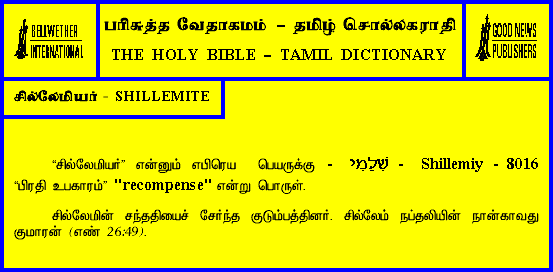 BELLWETHER
INTERNATIONAL
பரிசுத்த வேதாகமம் – தமிழ் சொல்லகராதி
THE HOLY BIBLE – TAMIL DICTIONARY
GOOD NEWS
PUBLISHERS
சில்லேமியர் - SHILLEMITE
“சில்லேமியர்” என்னும் எபிரெய பெயருக்கு - שִׁלֵּמִי - Shillemiy - 8016
“பிரதி உபகாரம்” "recompense" என்று பொருள்.
சில்லேமின் சந்ததியைச் சேர்ந்த குடும்பத்தினர். சில்லேம் நப்தலியின் நான்காவது
குமாரன் (எண் 26:49).